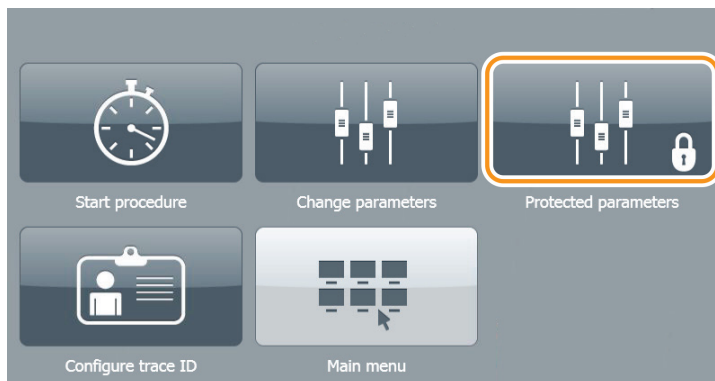 Start procedure
Change parameters
Protected parameters
Configure trace ID
Main menu